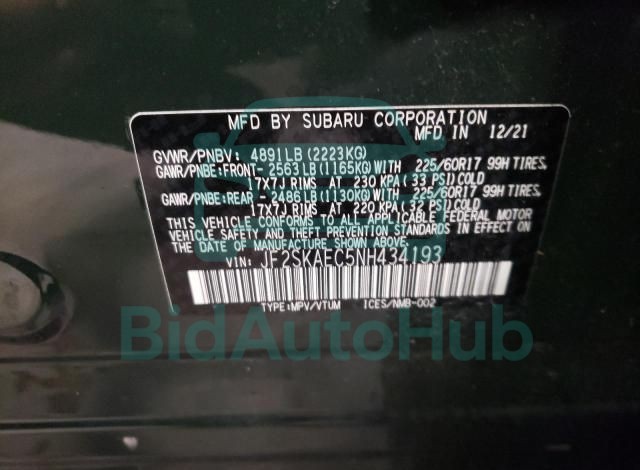 MFD BY SUBARU CORPORATION
MFD IN 12/21
GVWR/PNBV: 4891LB (2223KG)
GAWR/PNBE:FRONT- 2563LB (1165KG)WITH 225/60R17 99H TIRES,
17X7J RIMS AT 230 KPA (33 PSI)COLD
GAWR/PNBE:REAR - 2486LB (1130KG)WITH 225/60R17 99H TIRES,
17X7J RIMS AT 220 KPA (32 PSI)COLD
THIS VEHICLE CONFORMS TO ALL APPLICABLE FEDERAL MOTOR
VEHICLE SAFETY AND THEFT PREVENTION STANDARDS IN EFFECT ON
THE DATE OF MANUFACTURE SHOWN ABOVE.
VIN: JF2SKAEC5NH434193
TYPE:MPV/VTUM ICES/NMB-002
BidAutoHub